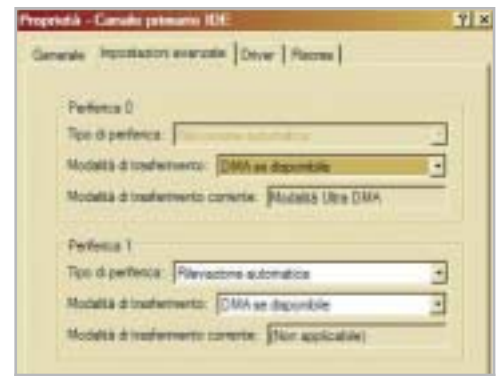 Proprietà - Canale primario IDE
Generale Impostazioni avanzate Driver Risorse
Periferica 0
Tipo di periferica: Rilevazione automatica
Modalità di trasferimento: DMA se disponibile
Modalità di trasferimento corrente: Modalità Ultra DMA
Periferica 1
Tipo di periferica: Rilevazione automatica
Modalità di trasferimento: DMA se disponibile
Modalità di trasferimento corrente: (Non applicabile)